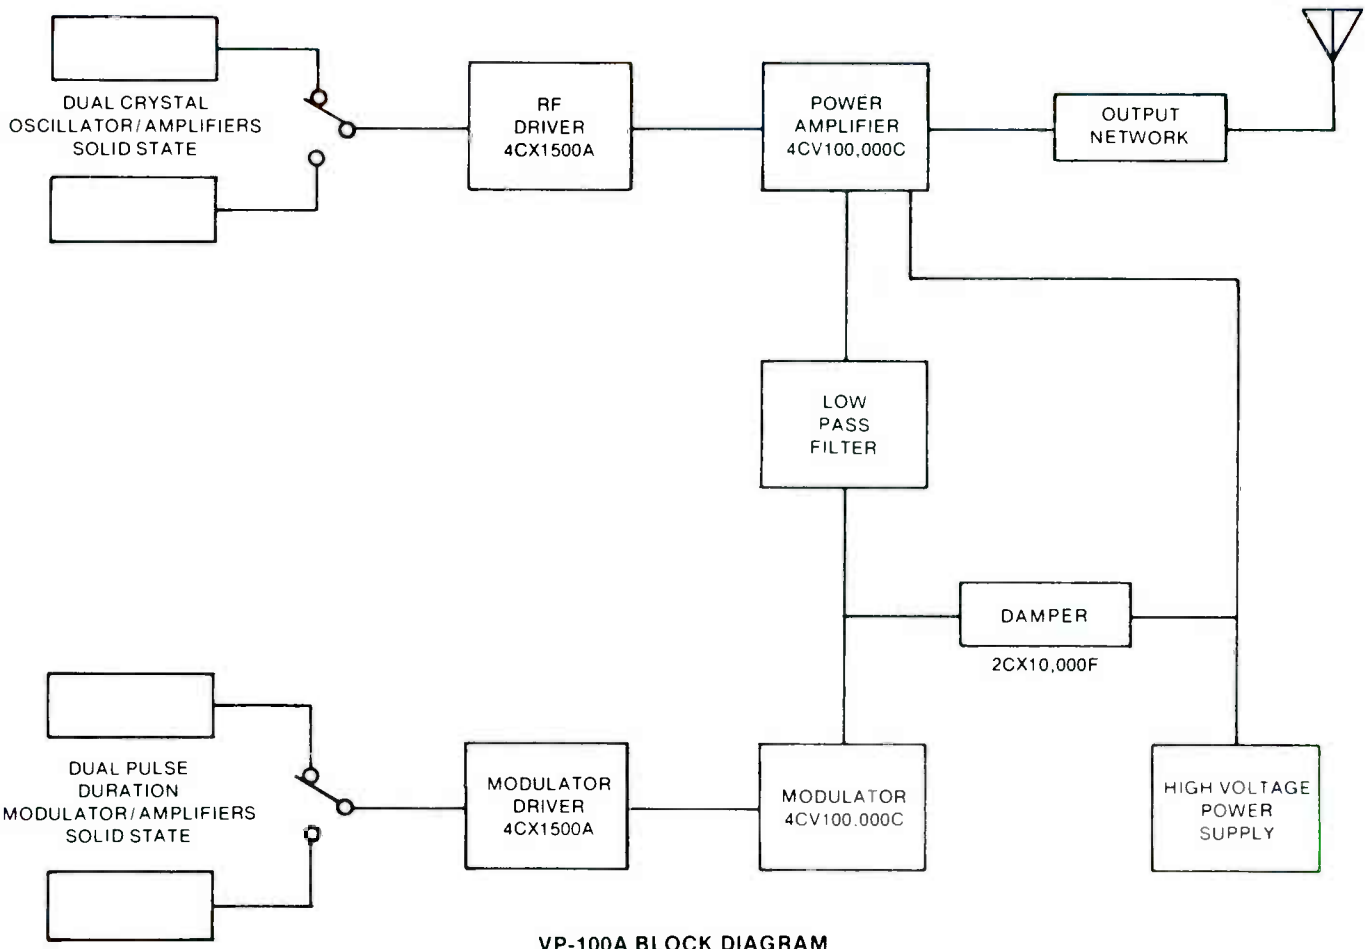 DUAL CRYSTAL
OSCILLATOR/AMPLIFIERS
SOLID STATE
RF
DRIVER
4CX1500A
POWER
AMPLIFIER
4CV100,000C
OUTPUT
NETWORK
LOW
PASS
FILTER
DAMPER
2CX10,000F
DUAL PULSE
DURATION
MODULATOR/AMPLIFIERS
SOLID STATE
MODULATOR
DRIVER
4CX1500A
MODULATOR
4CV100.000C
HIGH VOLTAGE
POWER
SUPPLY
VP-100A BLOCK DIAGRAM